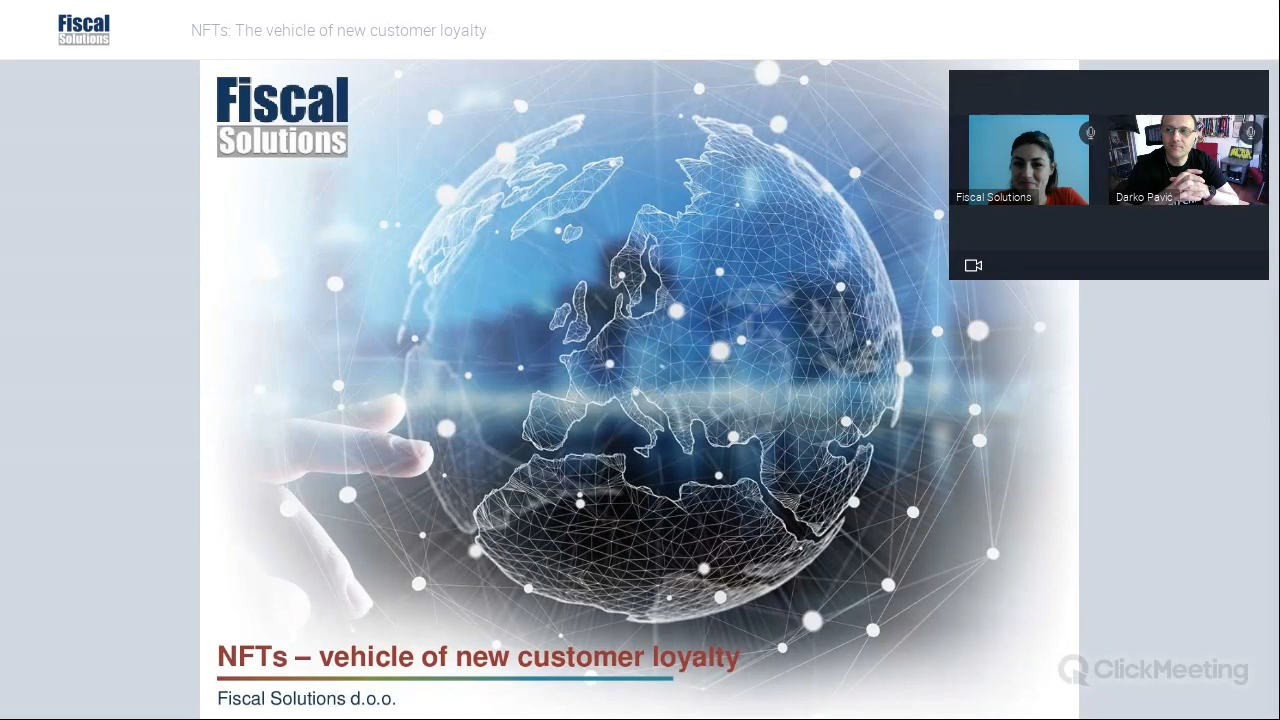 Fiscal
Solutions
NFTs: The vehicle of new customer loyalty
Fiscal
Solutions
Fiscal Solutions
Darko Pavić
NFTs – vehicle of new customer loyalty
Fiscal Solutions d.o.o.
ClickMeeting